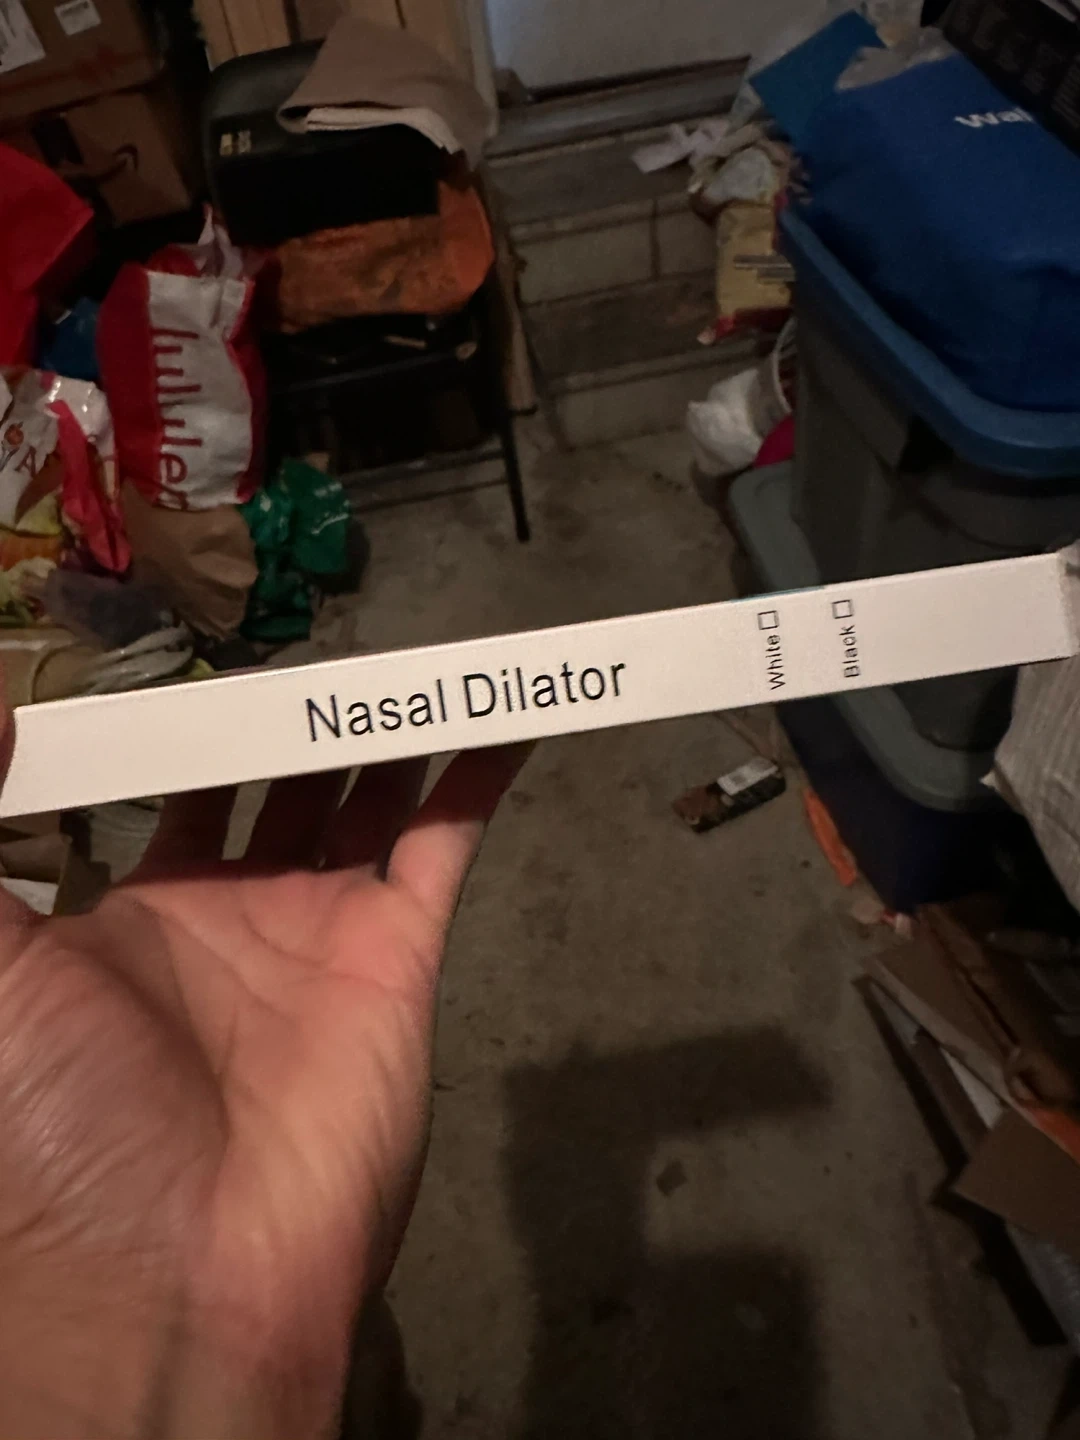 Nasal Dilator
White
Black